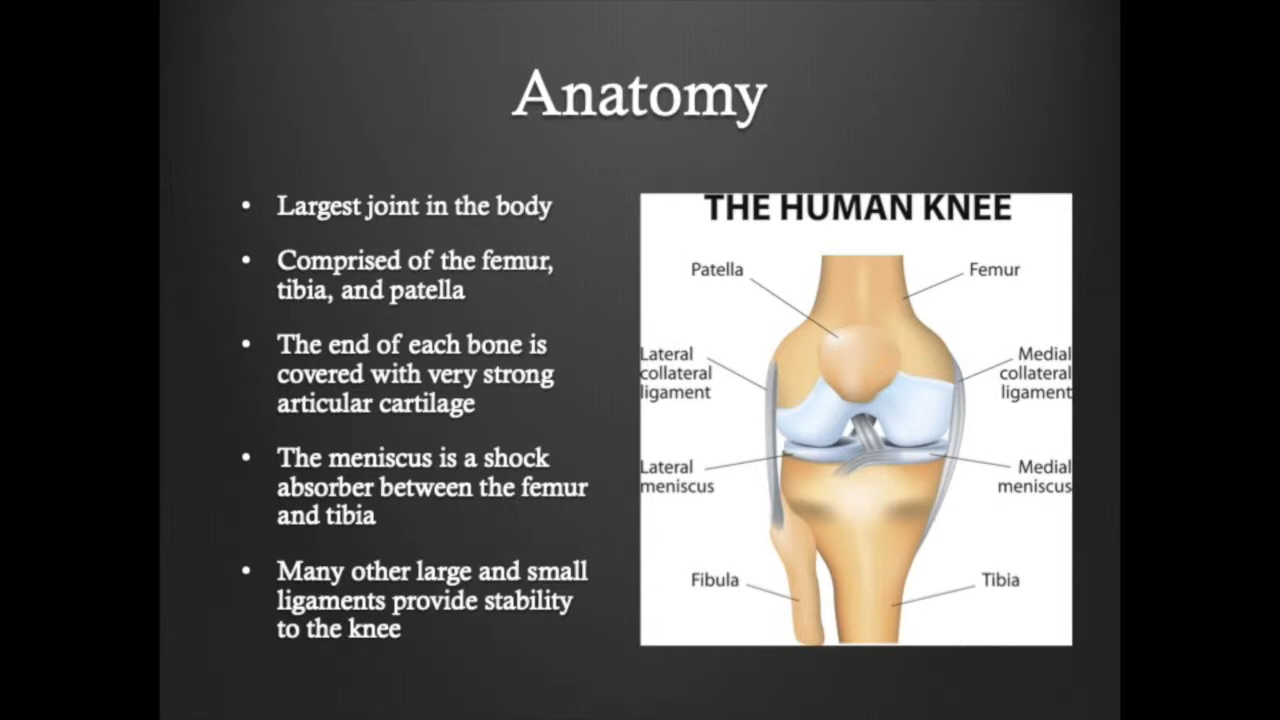 Anatomy
• Largest joint in the body
• Comprised of the femur,
tibia, and patella
• The end of each bone is
covered with very strong
articular cartilage
• The meniscus is a shock
absorber between the femur
and tibia
• Many other large and small
ligaments provide stability
to the knee
THE HUMAN KNEE
Patella
Femur
Lateral
collateral
ligament
Medial
collateral
ligament
Lateral
meniscus
Medial
meniscus
Fibula
Tibia